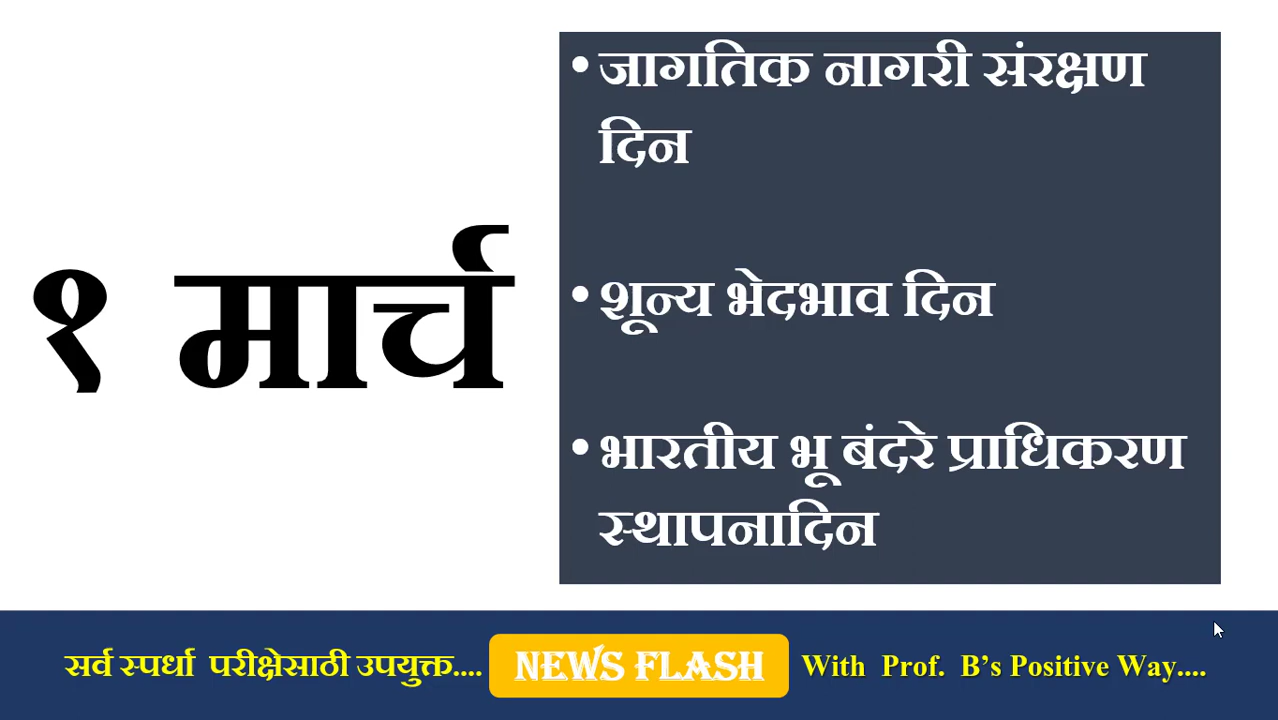 १ मार्च
• जागतिक नागरी संरक्षण
दिन
• शून्य भेदभाव दिन
• भारतीय भू बंदरे प्राधिकरण
स्थापनादिन
सर्व स्पर्धा परीक्षेसाठी उपयुक्त.... NEWS FLASH With Prof. B's Positive Way....